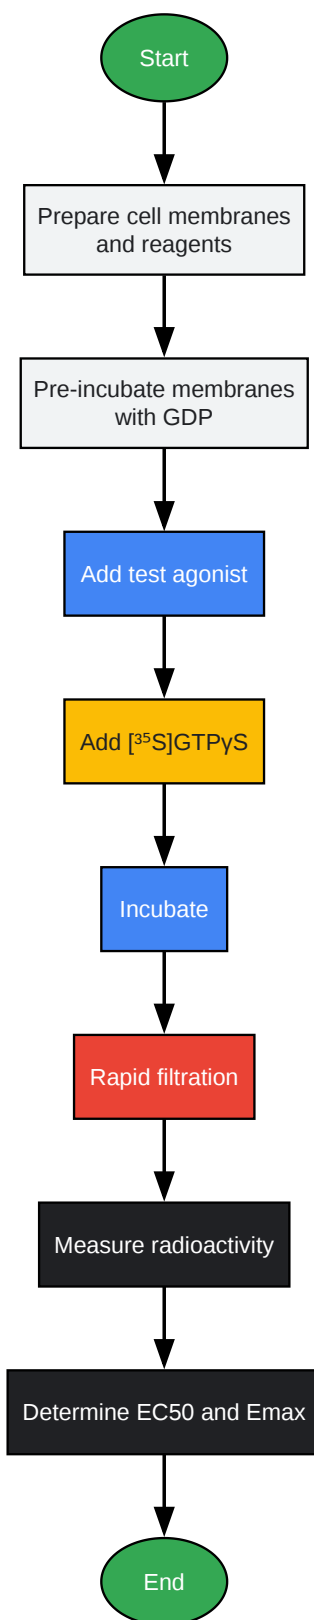 Start
Prepare cell membranes
and reagents
Pre-incubate membranes
with GDP
Add test agonist
Add [³⁵S]GTPγS
Incubate
Rapid filtration
Measure radioactivity
Determine EC50 and Emax
End